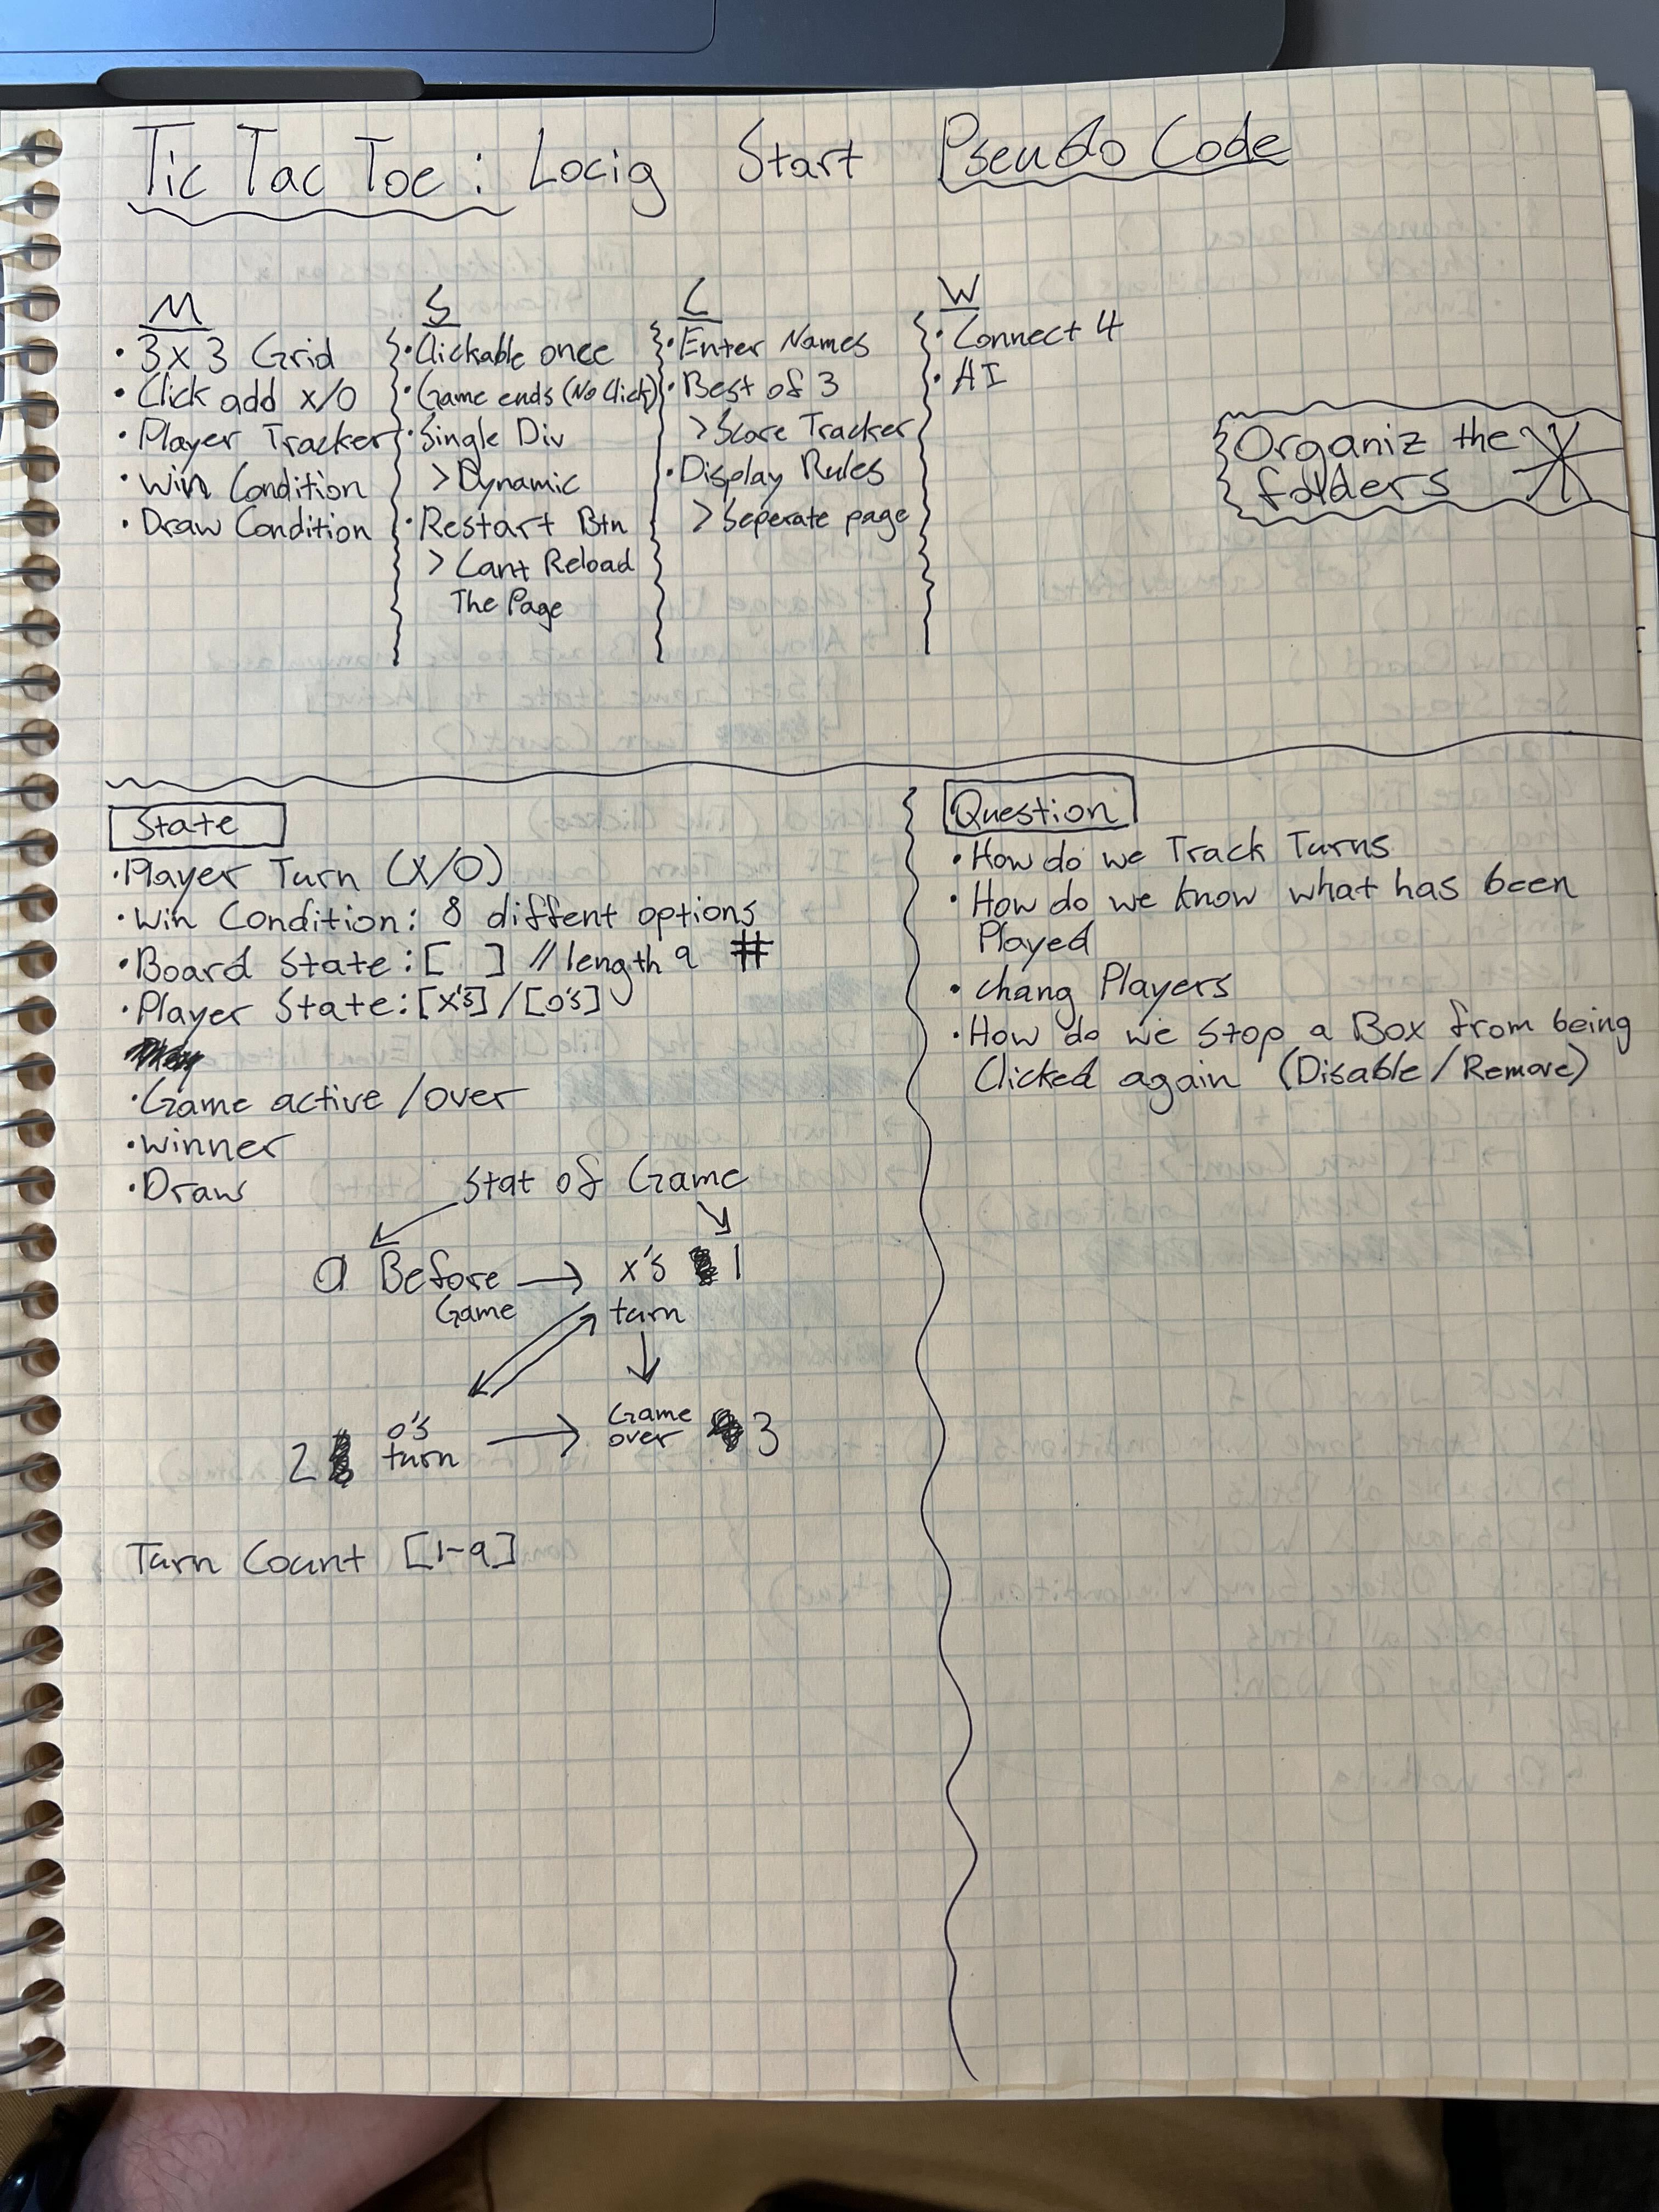 Tic Tac Toe : Locig Start Pseudo Code
M
• 3x3 Grid
• Click add x/O
• Player Tracker
• Win Condition
• Draw Condition
S
• Clickable once
• Game ends (No Click)
• Single Div
> Dynamic
• Restart Btn
> Cant Reload
The Page
C
• Enter Names
• Best of 3
> Score Tracker
• Display Rules
> Seperate page
W
• Connect 4
• AI
Organiz the
folders
State
• Player Turn (X/O)
• Win Condition: 8 diffent options
• Board State: [ ] // length 9 #
• Player State: [x's] / [o's]
• Game active / over
• winner
• Draw
Stat of Game
0 Before → x's 1
Game turn
2 o's turn → Game over 3
Turn Count [1-9]
Question
• How do we Track Turns
• How do we know what has been
Played
• chang Players
• How do we stop a Box from being
Clicked again (Disable / Remove)